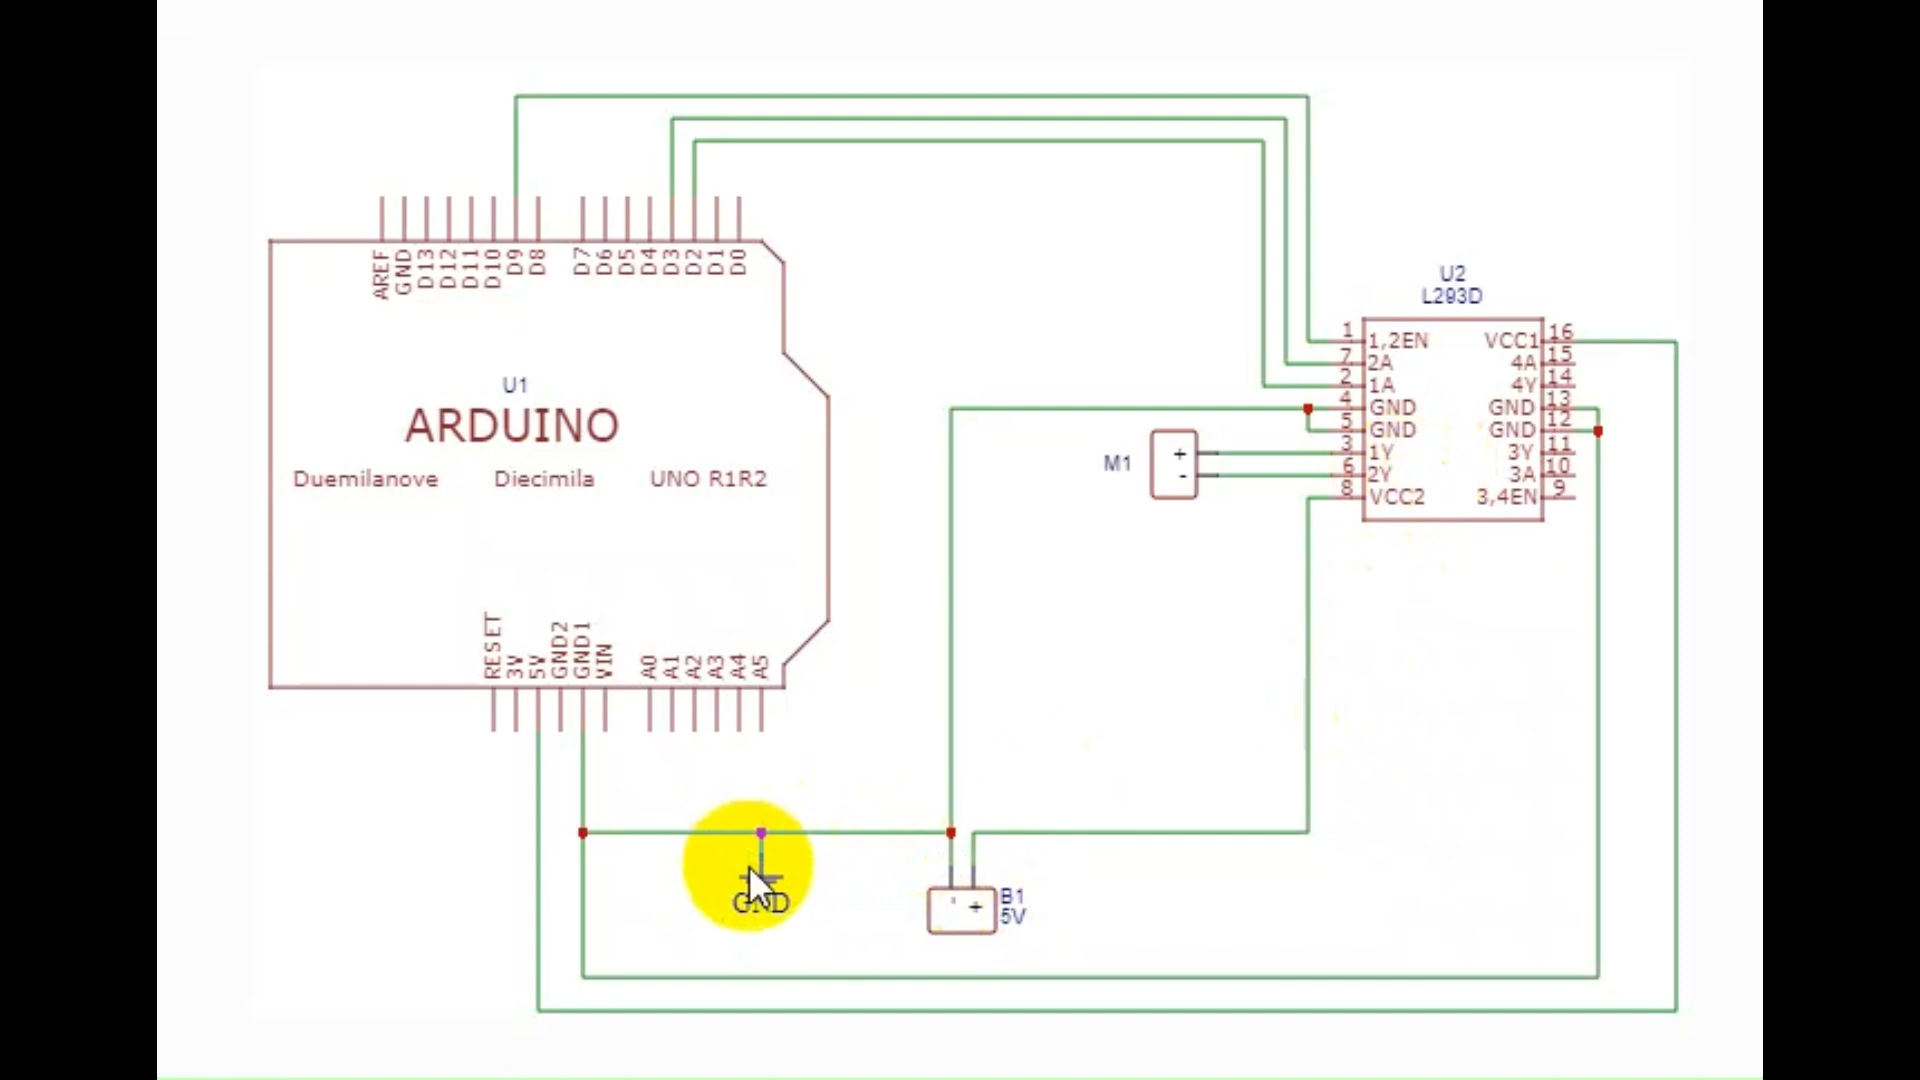 AREF GND D13 D12 D11 D10 D9 D8 D7 D6 D5 D4 D3 D2 D1 D0
U1
ARDUINO
Duemilanove Diecimila UNO R1R2
RESET 3V 5V GND2 GND1 VIN A0 A1 A2 A3 A4 A5
U2
L293D
1 1,2EN VCC1 16
7 2A 4A 15
2 1A 4Y 14
4 GND GND 13
5 GND GND 12
3 1Y 3Y 11
6 2Y 3A 10
8 VCC2 3,4EN 9
M1 + -
GND
- + B1
5V